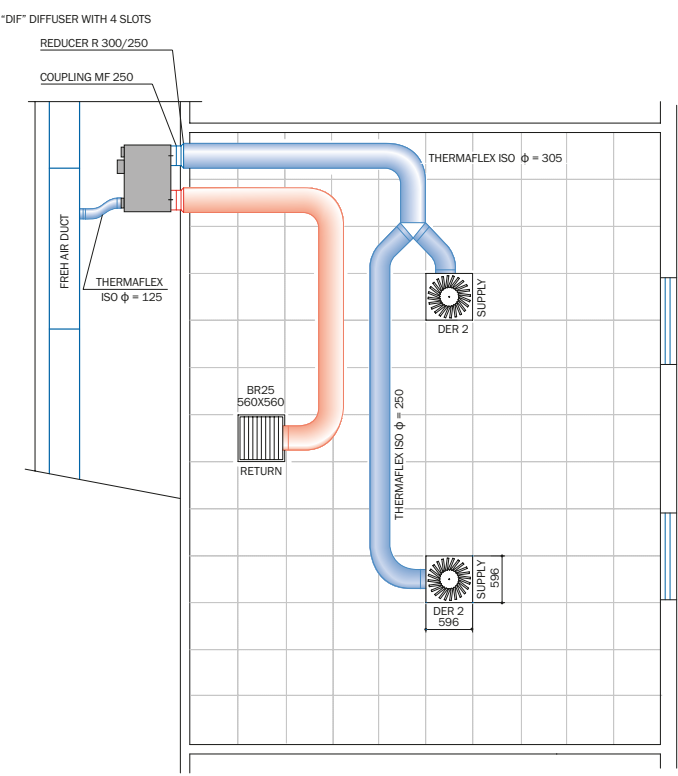 “DIF” DIFFUSER WITH 4 SLOTS
REDUCER R 300/250
COUPLING MF 250
THERMAFLEX ISO ϕ = 305
FREH AIR DUCT
THERMAFLEX
ISO ϕ = 125
SUPPLY
DER 2
BR25
560X560
RETURN
THERMAFLEX ISO ϕ = 250
SUPPLY
596
DER 2
596